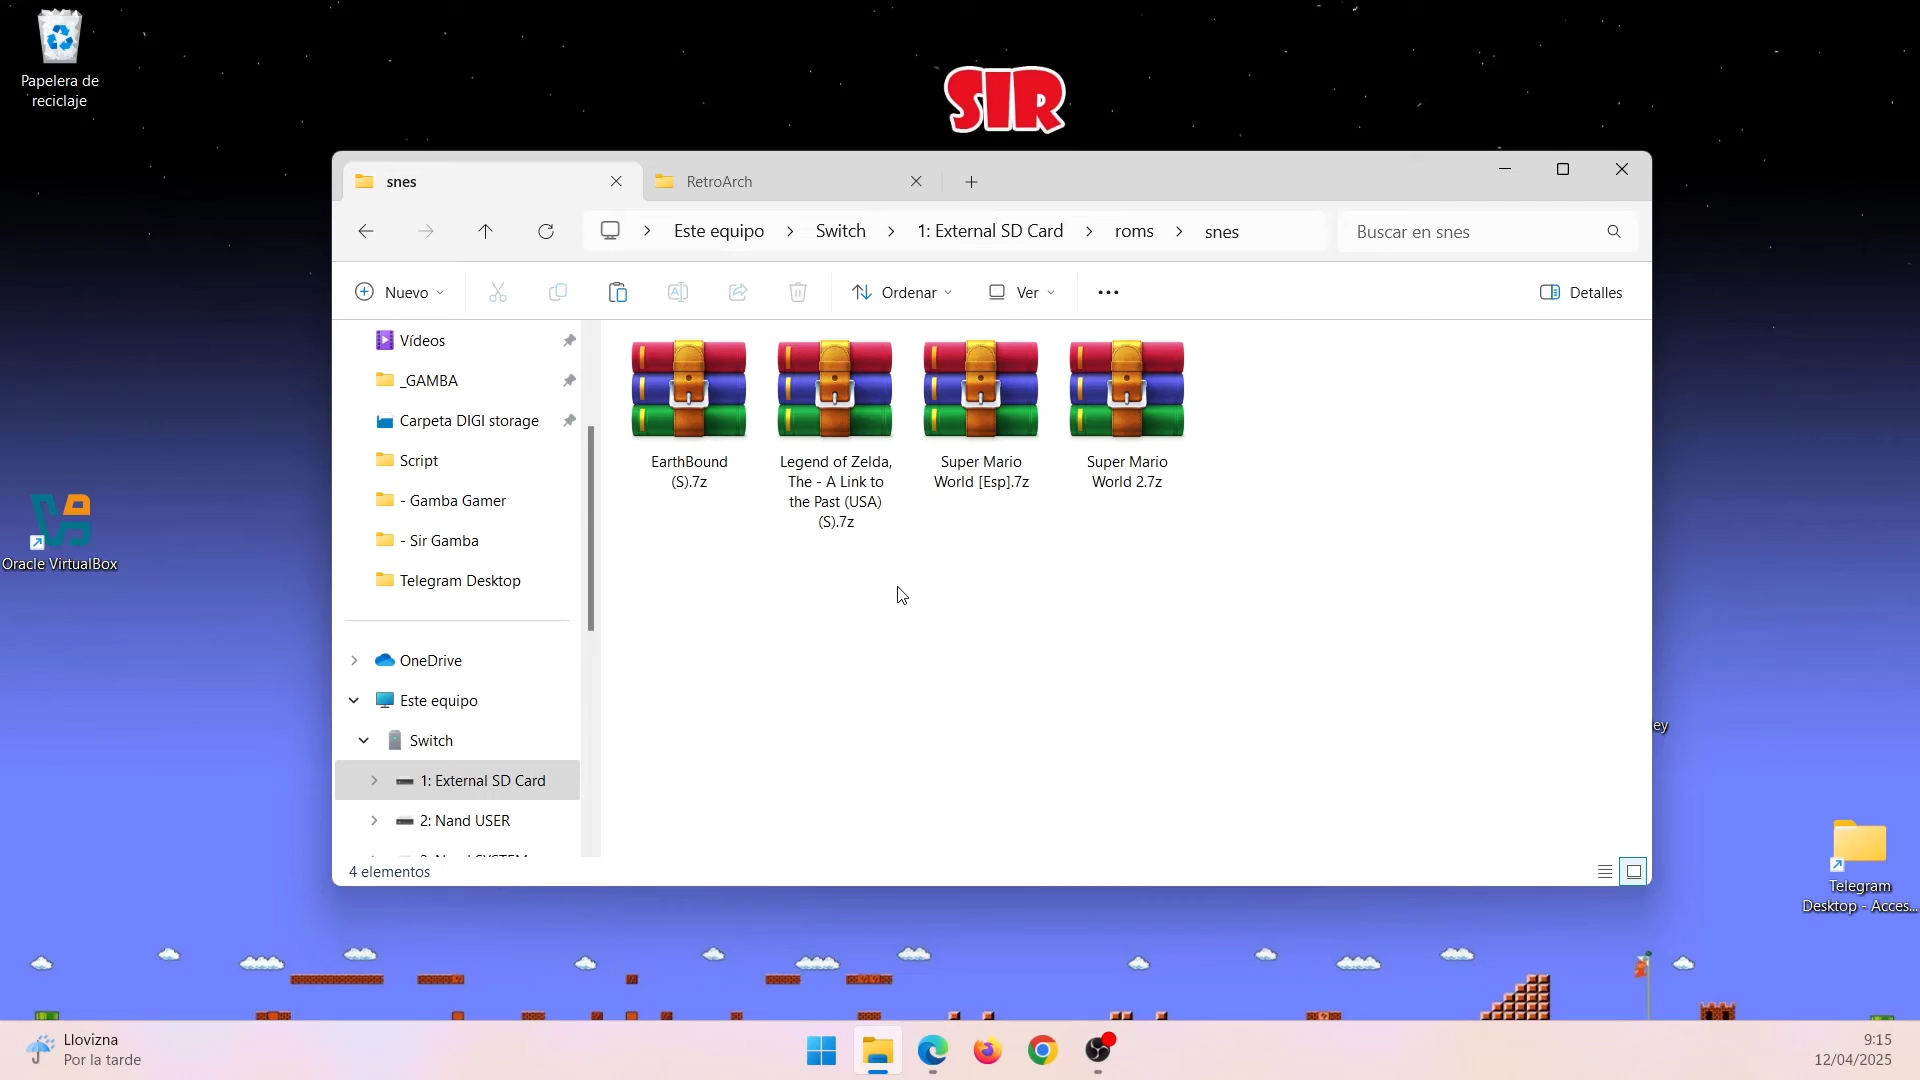 Papelera de
reciclaje
SIR
snes
RetroArch
Este equipo
Switch
1: External SD Card
roms
snes
Buscar en snes
Nuevo
Ordenar
Ver
Detalles
Vídeos
_GAMBA
Carpeta DIGI storage
Script
- Gamba Gamer
- Sir Gamba
Telegram Desktop
OneDrive
Este equipo
Switch
1: External SD Card
2: Nand USER
EarthBound
(S).7z
Legend of Zelda,
The - A Link to
the Past (USA)
(S).7z
Super Mario
World [Esp].7z
Super Mario
World 2.7z
4 elementos
Oracle VirtualBox
ey
Telegram
Desktop - Acces...
Llovizna
Por la tarde
9:15
12/04/2025